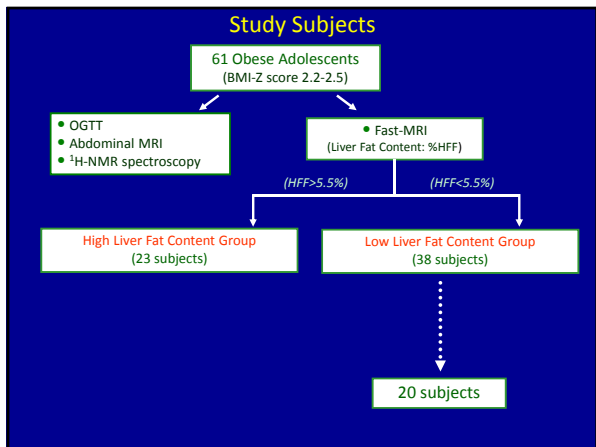 Study Subjects
61 Obese Adolescents
(BMI-Z score 2.2-2.5)
• OGTT
• Abdominal MRI
• ¹H-NMR spectroscopy
• Fast-MRI
(Liver Fat Content: %HFF)
(HFF>5.5%)
(HFF<5.5%)
High Liver Fat Content Group
(23 subjects)
Low Liver Fat Content Group
(38 subjects)
20 subjects